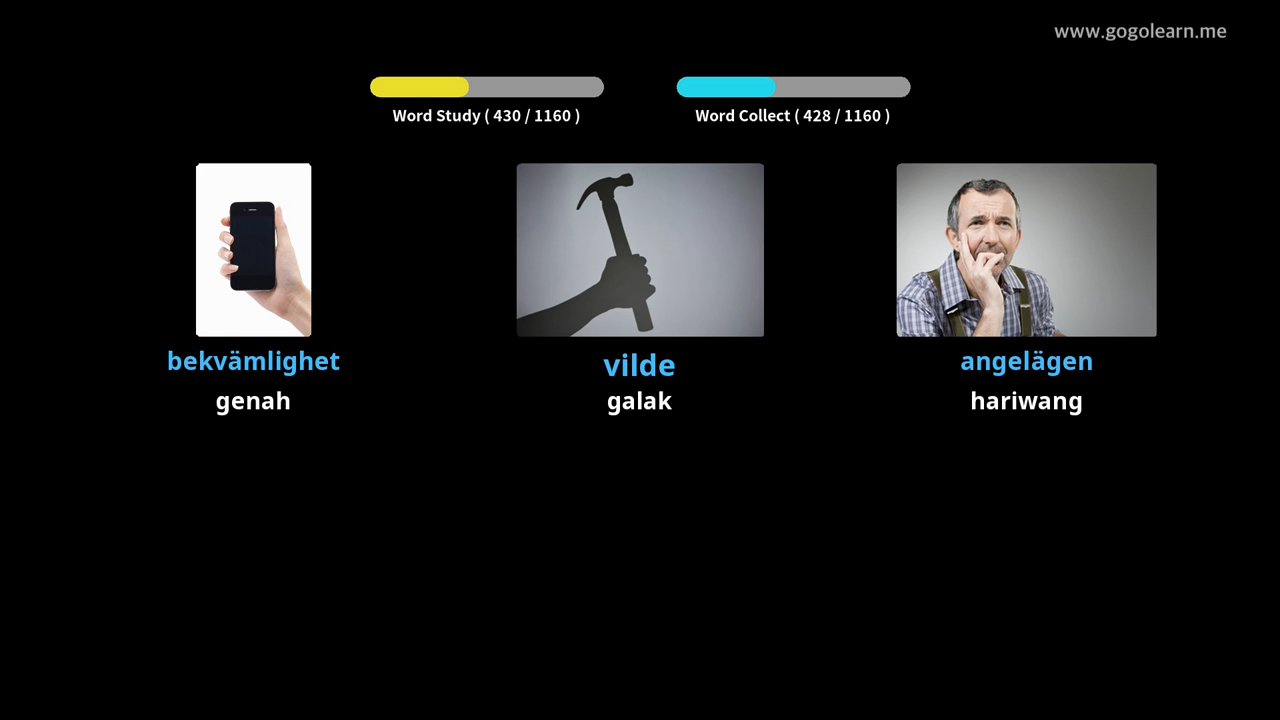 www.gogolearn.me
Word Study ( 430 / 1160 )
Word Collect ( 428 / 1160 )
bekvämlighet
genah
vilde
galak
angelägen
hariwang